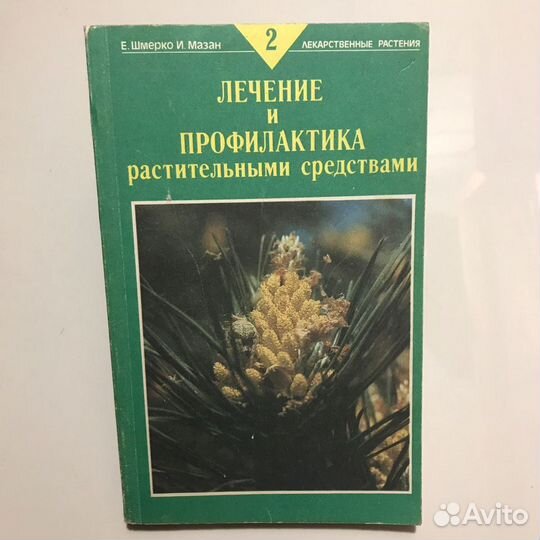 Е. Шмерко И. Мазан
2
ЛЕКАРСТВЕННЫЕ РАСТЕНИЯ
ЛЕЧЕНИЕ
и
ПРОФИЛАКТИКА
растительными средствами
Avito